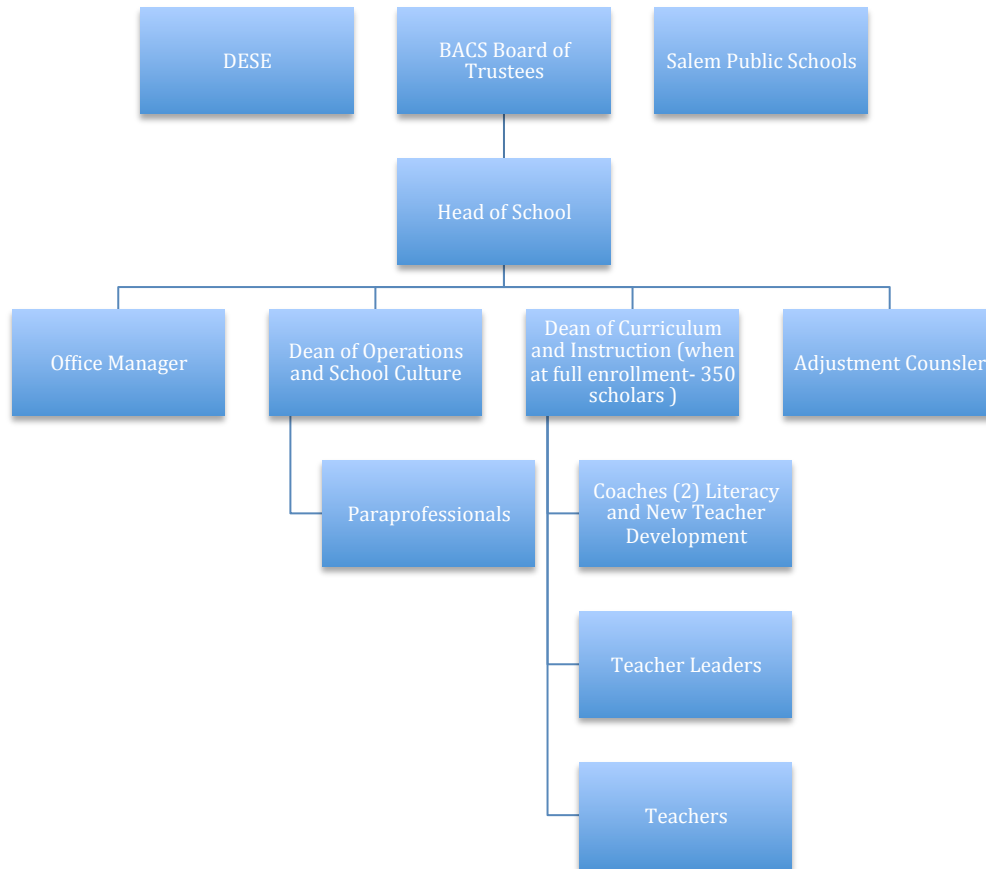 DESE
BACS Board of
Trustees
Salem Public Schools
Head of School
Office Manager
Dean of Operations
and School Culture
Dean of Curriculum
and Instruction (when
at full enrollment- 350
scholars )
Adjustment Counsler
Paraprofessionals
Coaches (2) Literacy
and New Teacher
Development
Teacher Leaders
Teachers